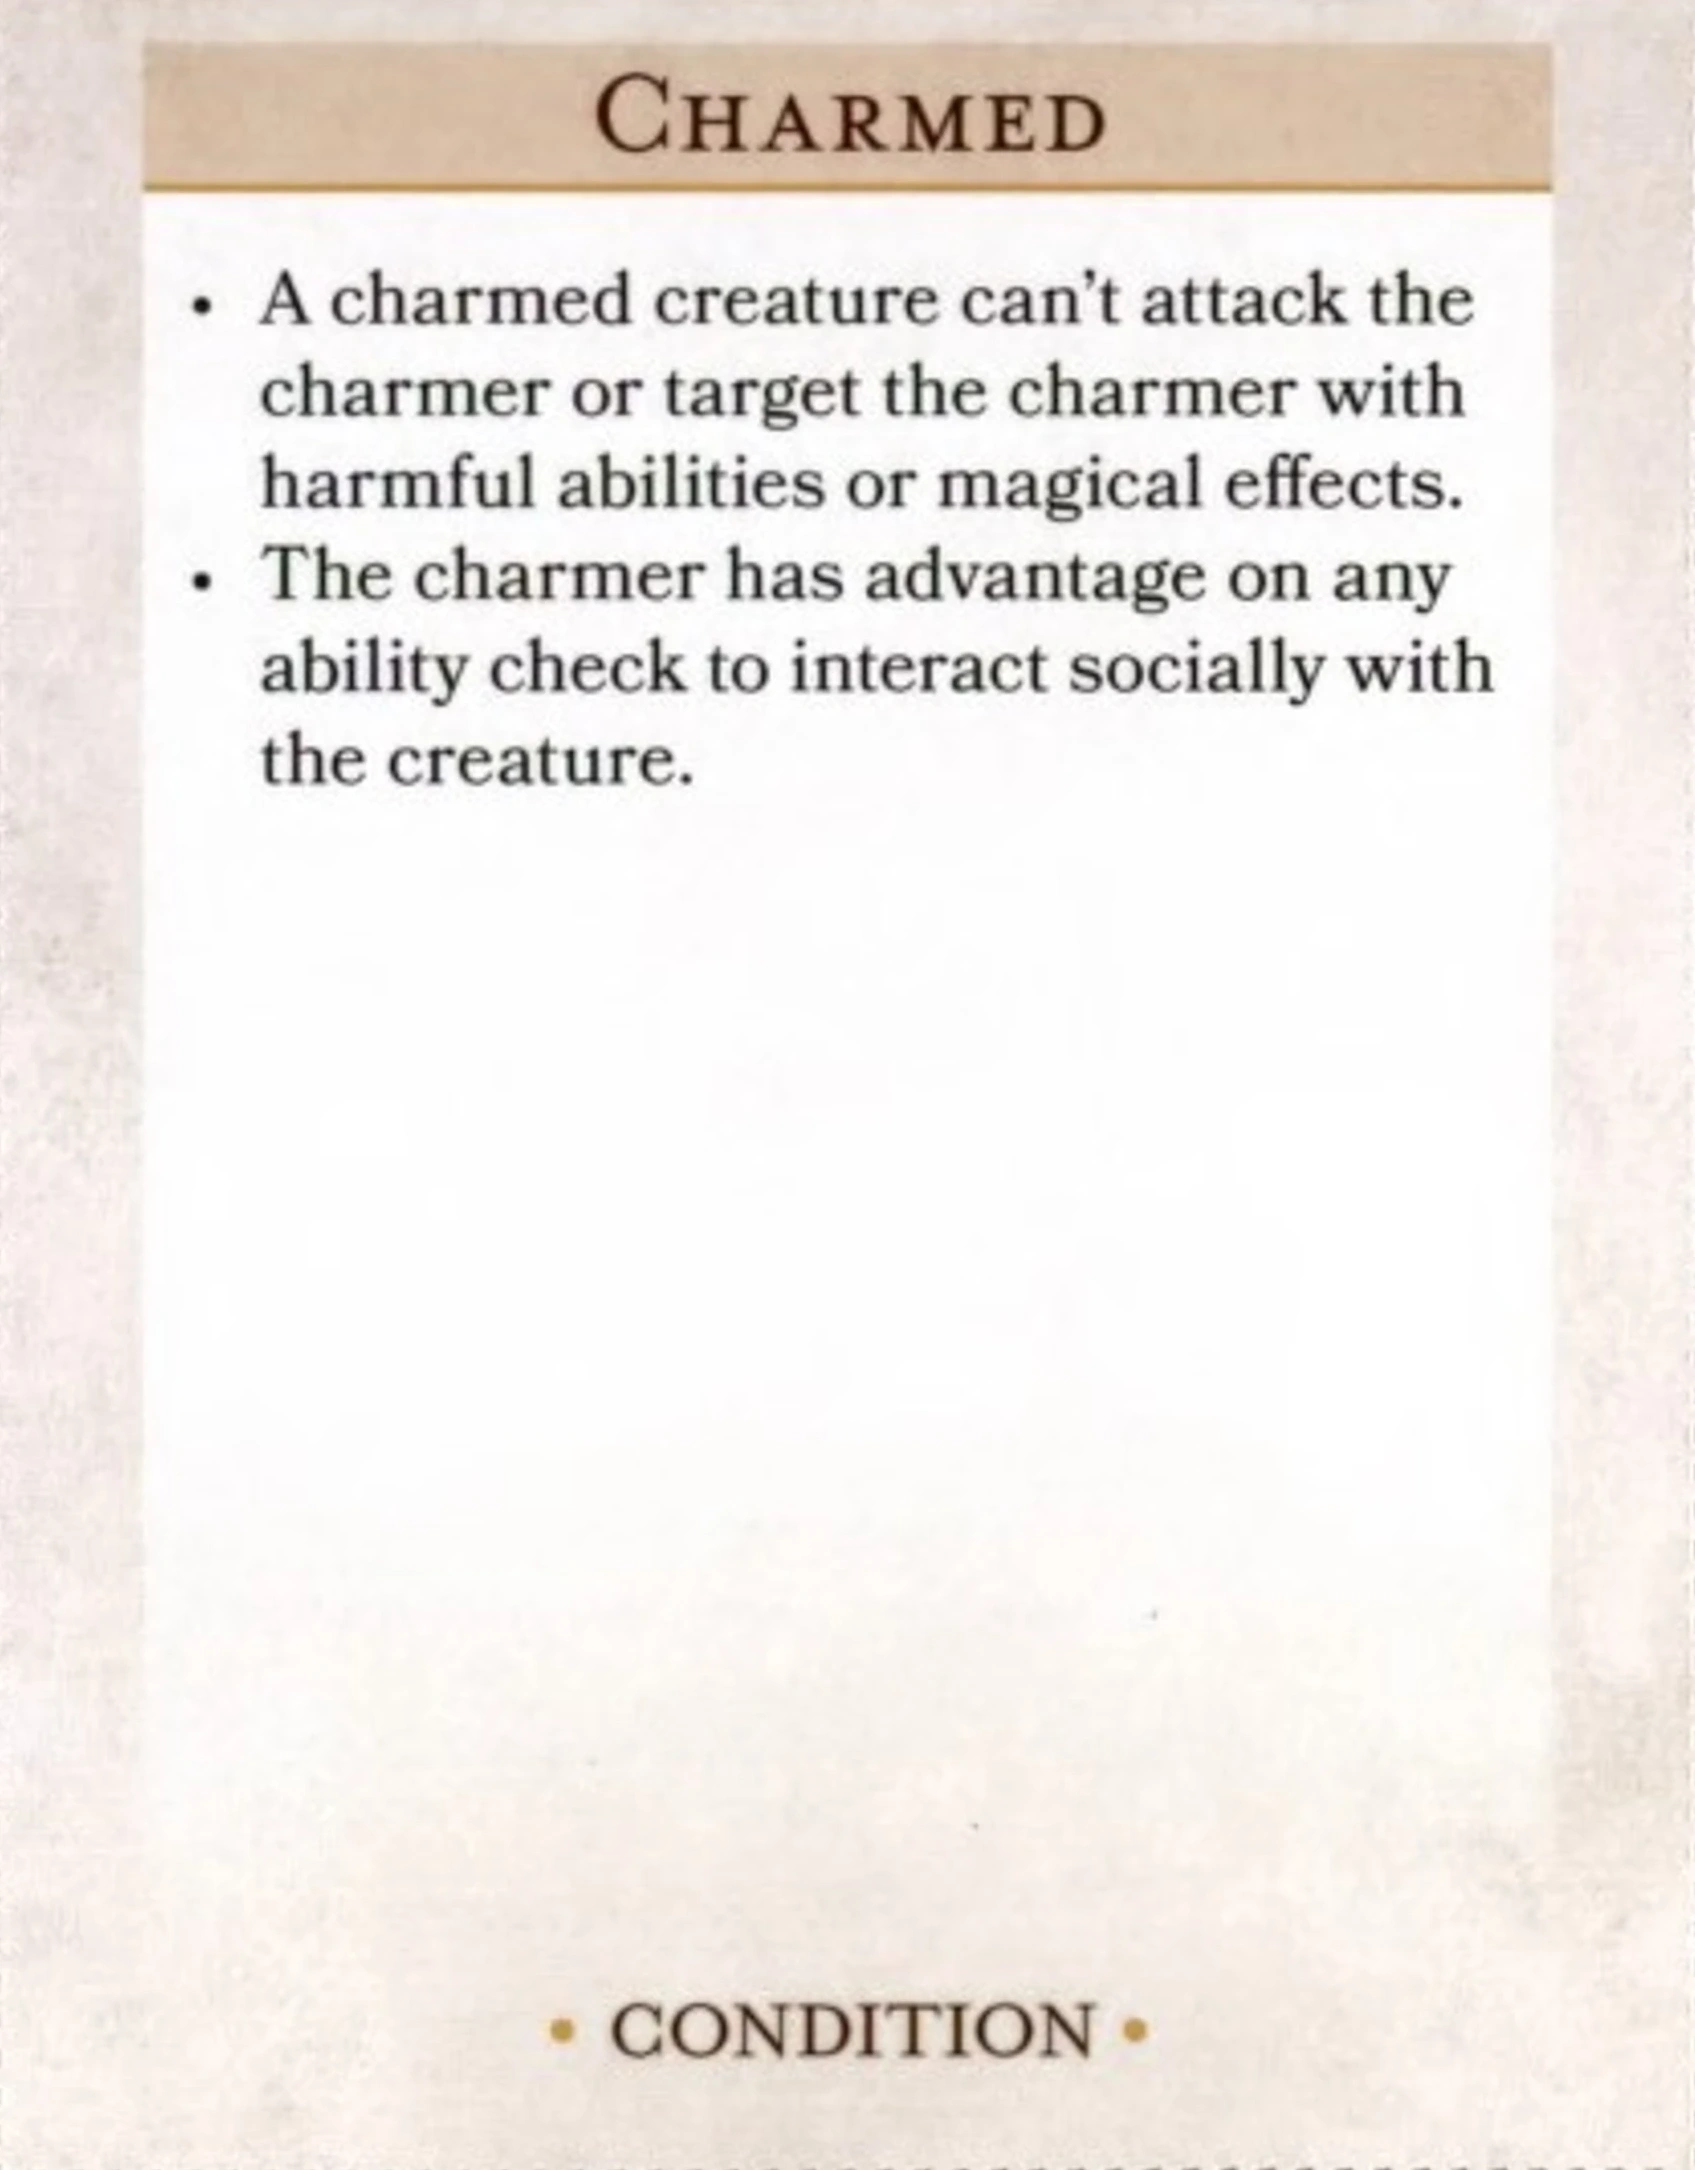 CHARMED
• A charmed creature can't attack the
charmer or target the charmer with
harmful abilities or magical effects.
• The charmer has advantage on any
ability check to interact socially with
the creature.
• CONDITION •